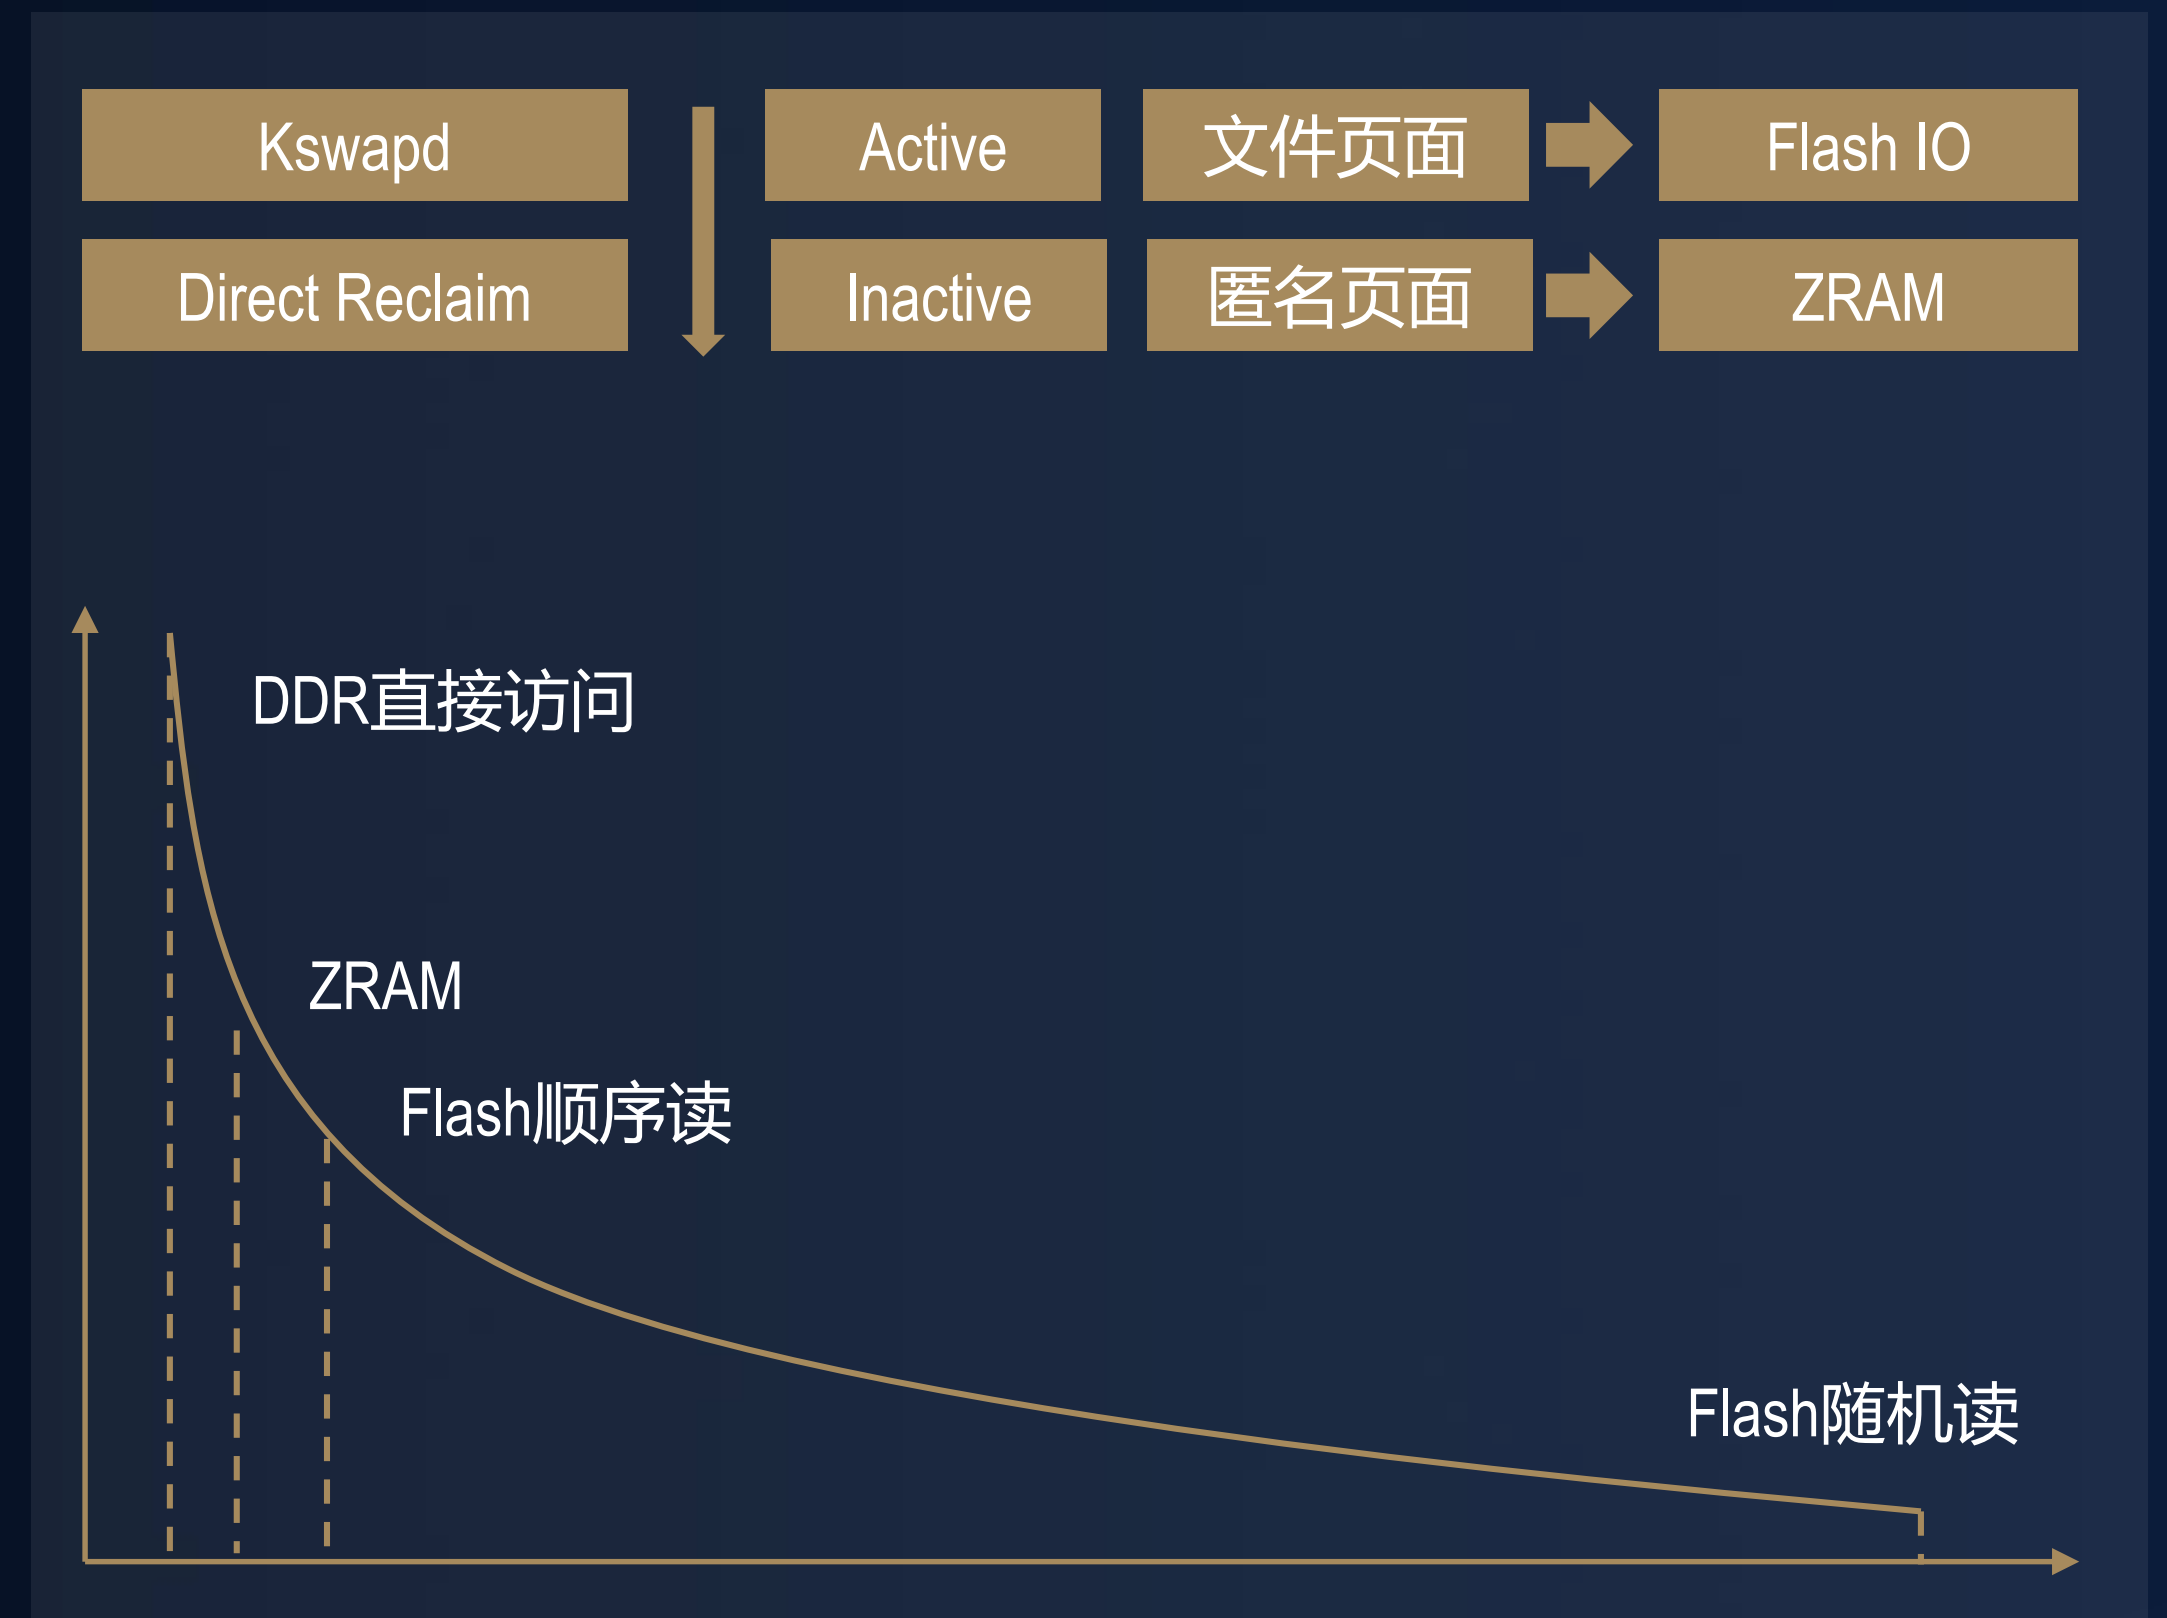 Kswapd
Active
文件页面
Flash IO
Direct Reclaim
Inactive
匿名页面
ZRAM
DDR直接访问
ZRAM
Flash顺序读
Flash随机读